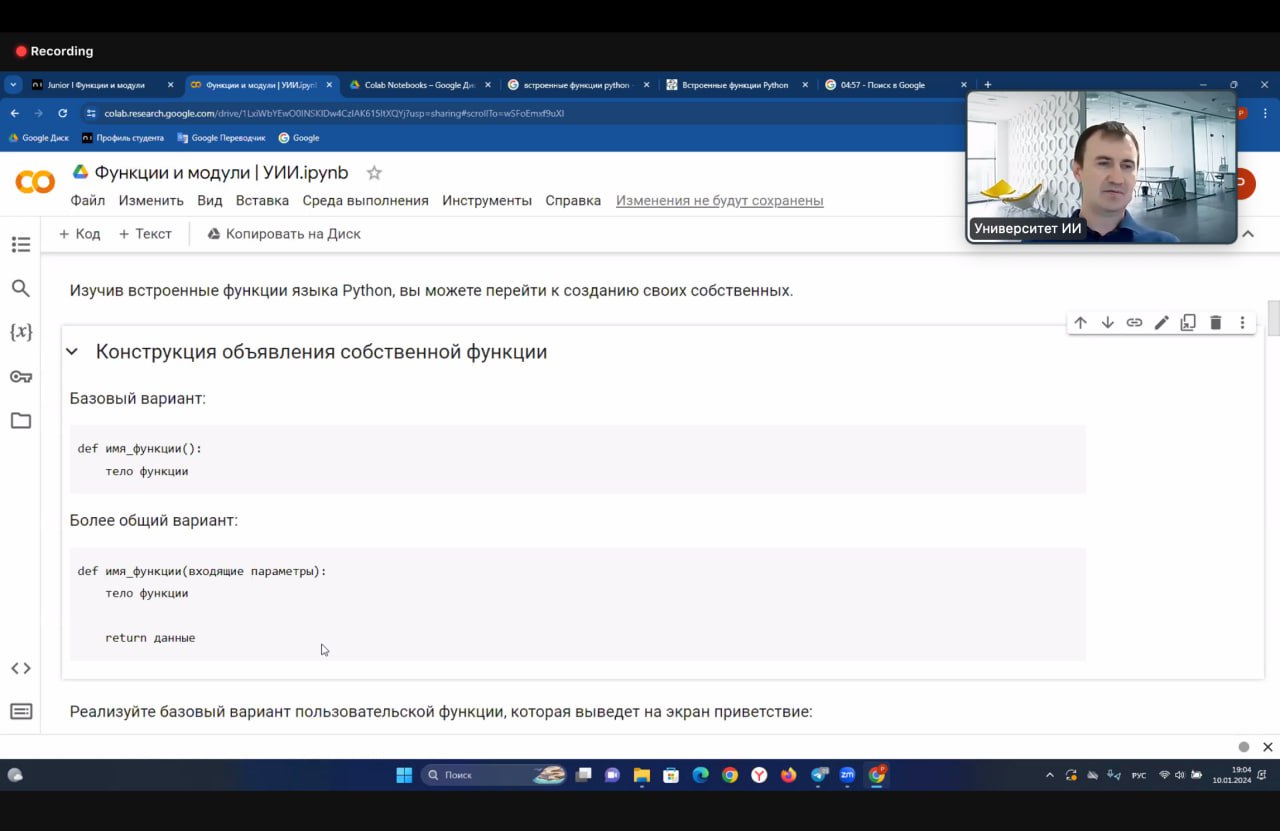 Recording
Junior | Функции и модули
Функции и модули | УИИ.ipynb
Colab Notebooks – Google Ди
встроенные функции python -
Встроенные функции Python
04:57 - Поиск в Google
colab.research.google.com/drive/1LxiWbYEwO0INSKIDw4CzIAK615ItXQYj?usp=sharing#scrollTo=wSFoEmxf9uXI
Google Диск
Профиль студента
Google Переводчик
Google
Функции и модули | УИИ.ipynb
Файл Изменить Вид Вставка Среда выполнения Инструменты Справка Изменения не будут сохранены
+ Код + Текст Копировать на Диск
Университет ИИ
Изучив встроенные функции языка Python, вы можете перейти к созданию своих собственных.
Конструкция объявления собственной функции
Базовый вариант:
def имя_функции():
тело функции
Более общий вариант:
def имя_функции(входящие параметры):
тело функции
return данные
Реализуйте базовый вариант пользовательской функции, которая выведет на экран приветствие:
Поиск
РУС
19:04
10.01.2024